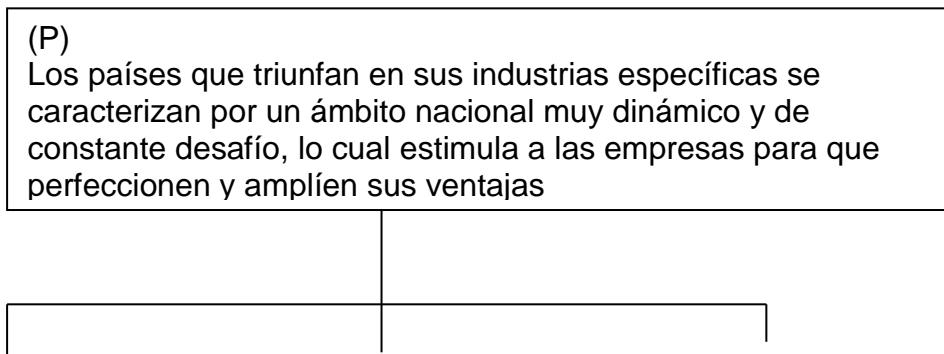 (P)
Los países que triunfan en sus industrias específicas se
caracterizan por un ámbito nacional muy dinámico y de
constante desafío, lo cual estimula a las empresas para que
perfeccionen y amplíen sus ventajas